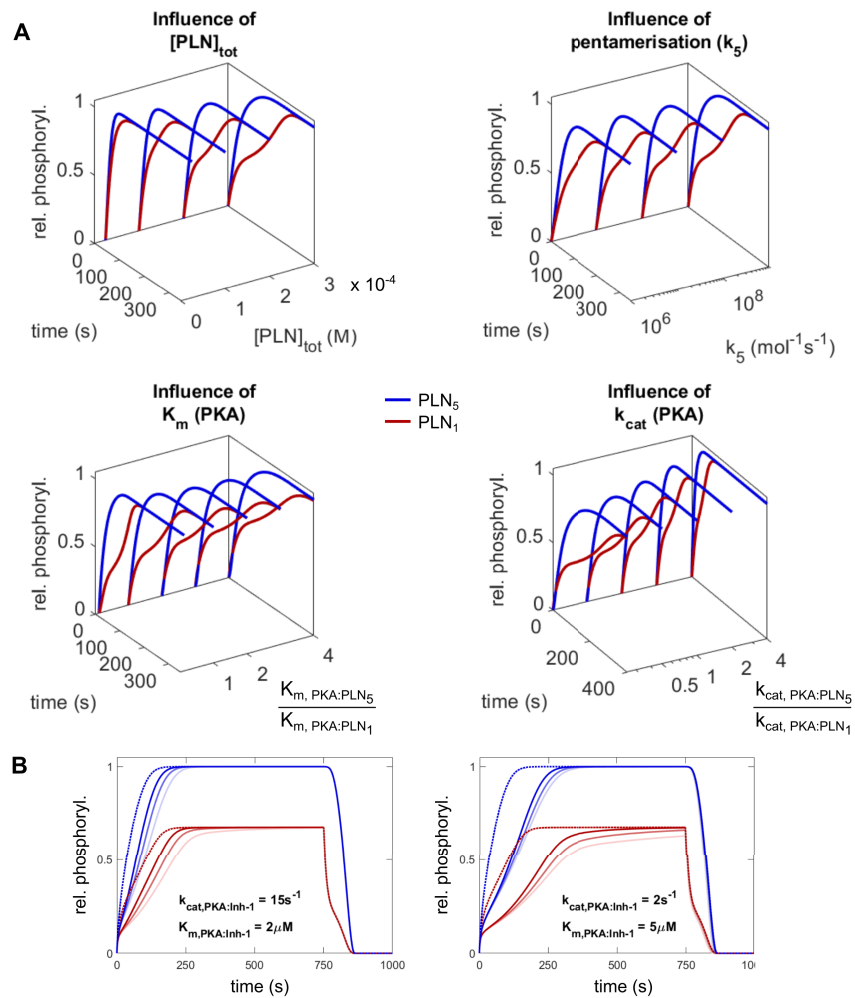 A
Influence of
[PLN]tot
rel. phosphoryl.
1
0.5
0
0
100
200
300
time (s)
0
1
2
3
x 10-4
[PLN]tot (M)
Influence of
pentamerisation (k5)
rel. phosphoryl.
1
0.5
0
0
100
200
300
time (s)
10^6
10^8
k5 (mol-1s-1)
Influence of
Km (PKA)
rel. phosphoryl.
1
0.5
0
0
100
200
300
time (s)
1
2
4
Km, PKA:PLN5
Km, PKA:PLN1
PLN5
PLN1
Influence of
kcat (PKA)
rel. phosphoryl.
1
0.5
0
0
200
400
time (s)
0.5
1
2
4
kcat, PKA:PLN5
kcat, PKA:PLN1
B
rel. phosphoryl.
1
0.5
0
kcat,PKA:Inh-1 = 15s-1
Km,PKA:Inh-1 = 2μM
0 250 500 750 1000
time (s)
rel. phosphoryl.
1
0.5
0
kcat,PKA:Inh-1 = 2s-1
Km,PKA:Inh-1 = 5μM
0 250 500 750
time (s)